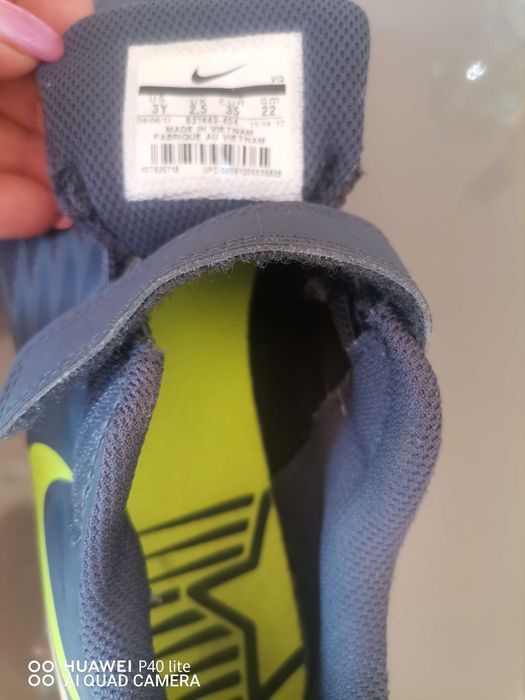 YG
US UK EUR cm
3Y 2.5 35 22
MADE IN VIETNAM
FABRIQUE AU VIETNAM
HUAWEI P40 lite
AI QUAD CAMERA